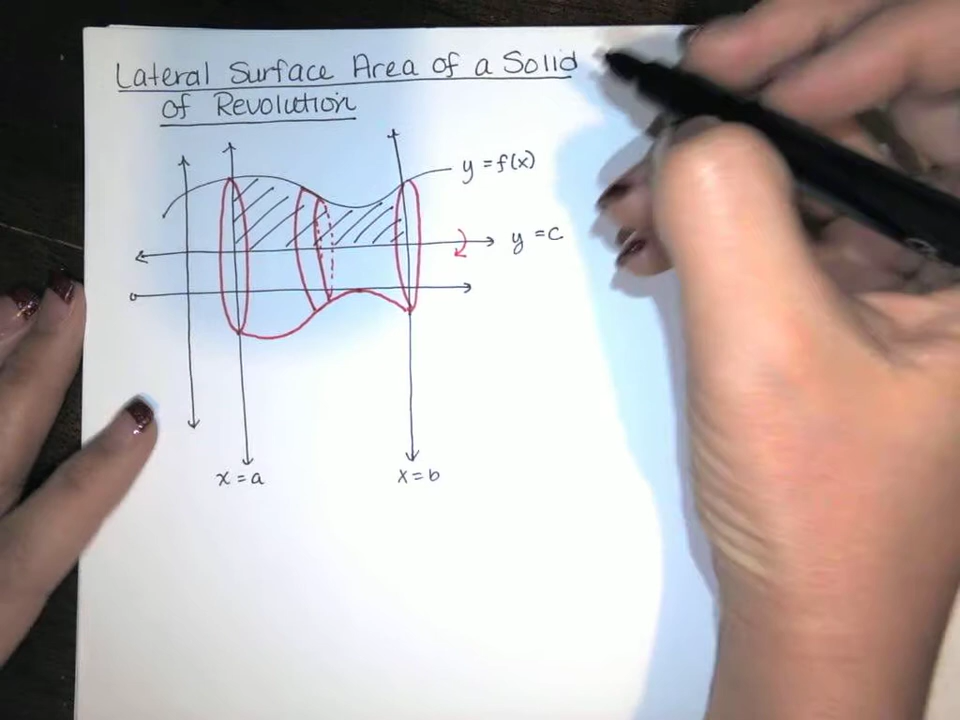 Lateral Surface Area of a Solid
of Revolution
y = f(x)
y = c
x = a
x = b